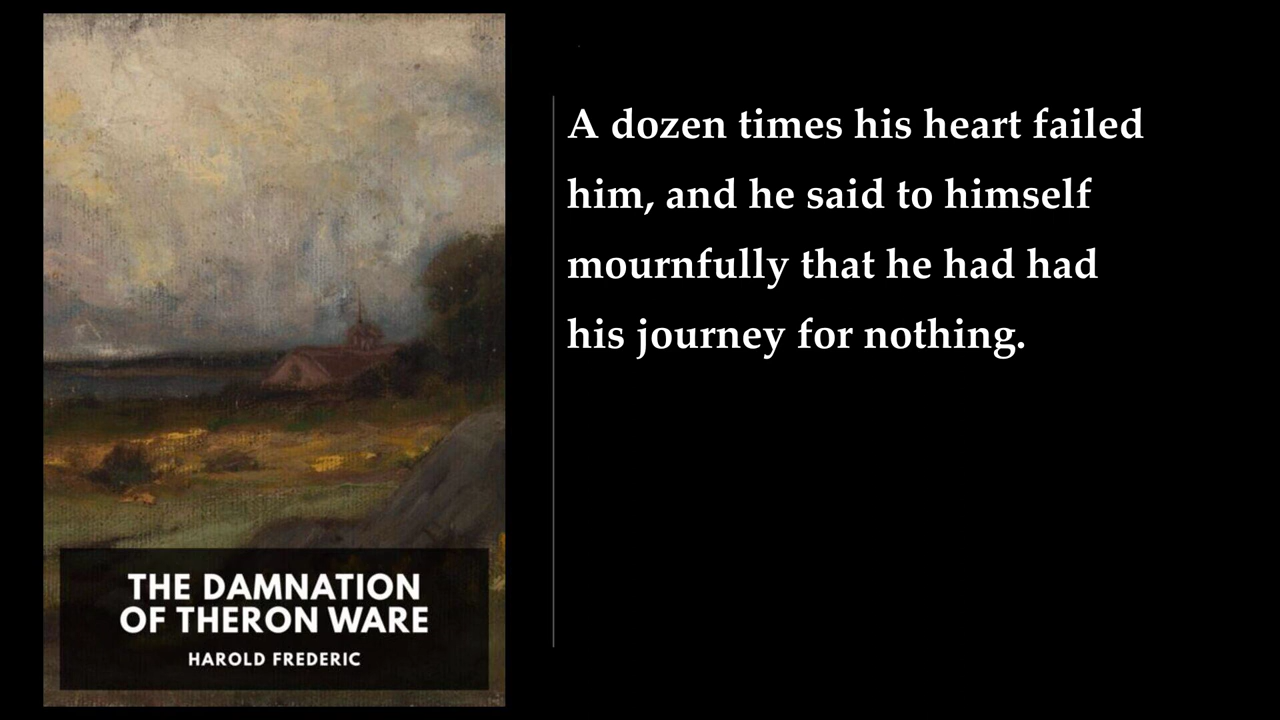 A dozen times his heart failed
him, and he said to himself
mournfully that he had had
his journey for nothing.
THE DAMNATION
OF THERON WARE
HAROLD FREDERIC